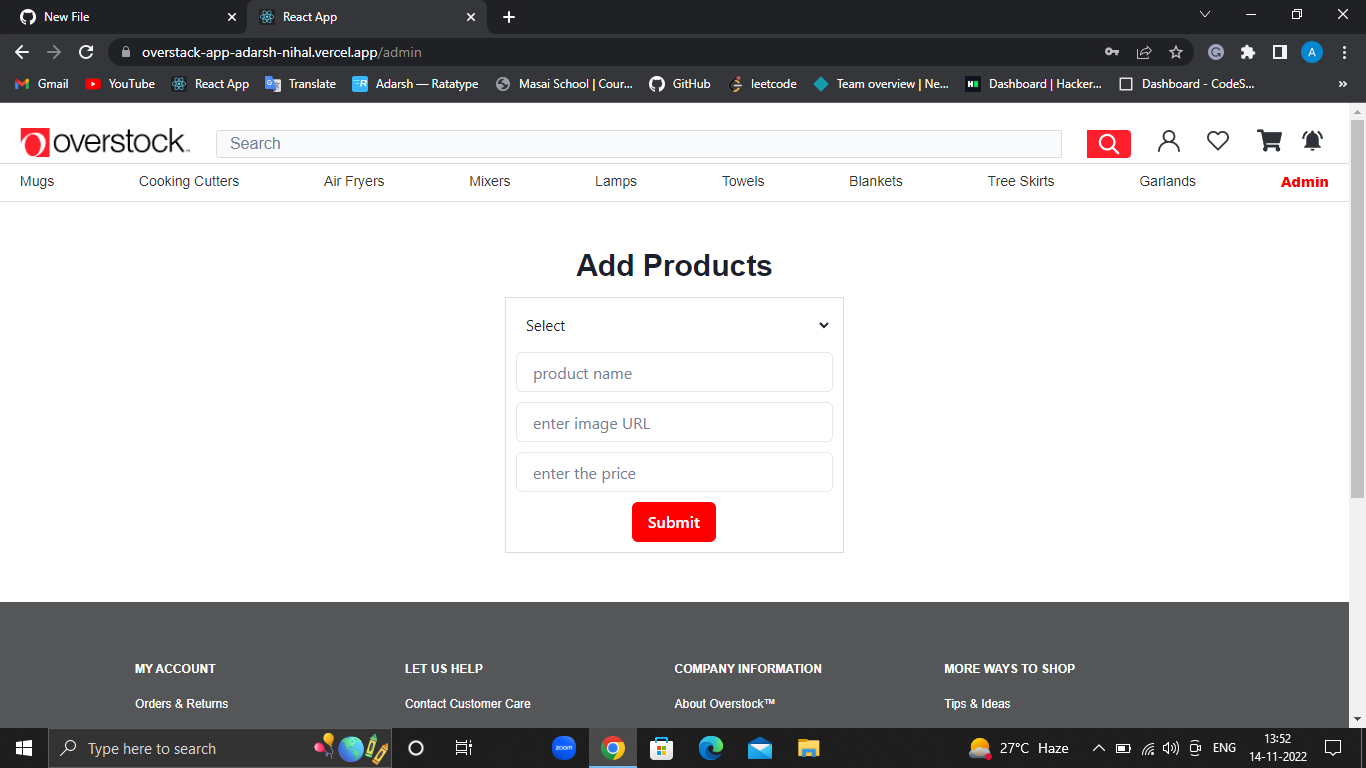 New File
React App
overstack-app-adarsh-nihal.vercel.app/admin
A
Gmail
YouTube
React App
Translate
Adarsh — Ratatype
Masai School | Cour...
GitHub
leetcode
Team overview | Ne...
Dashboard | Hacker...
Dashboard - CodeS...
»
overstock™
Search
Mugs
Cooking Cutters
Air Fryers
Mixers
Lamps
Towels
Blankets
Tree Skirts
Garlands
Admin
Add Products
Select
product name
enter image URL
enter the price
Submit
MY ACCOUNT
LET US HELP
COMPANY INFORMATION
MORE WAYS TO SHOP
Orders & Returns
Contact Customer Care
About Overstock™
Tips & Ideas
Type here to search
zoom
27°C Haze
ENG
13:52
14-11-2022